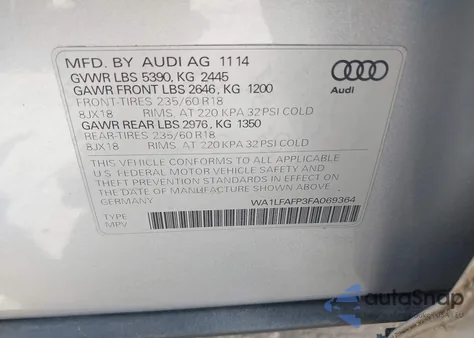 MFD. BY AUDI AG 11 14
GVWR LBS 5390, KG 2445
GAWR FRONT LBS 2646, KG 1200
FRONT-TIRES 235/60 R18
8JX18 RIMS, AT 220 KPA 32 PSI COLD
GAWR REAR LBS 2976, KG 1350
REAR-TIRES 235/60 R18
8JX18 RIMS, AT 220 KPA 32 PSI COLD
THIS VEHICLE CONFORMS TO ALL APPLICABLE
U.S. FEDERAL MOTOR VEHICLE SAFETY AND
THEFT PREVENTION STANDARDS IN EFFECT ON
THE DATE OF MANUFACTURE SHOWN ABOVE
GERMANY
WA1LFAFP3FA069364
TYPE
MPV
Audi
autoSnap